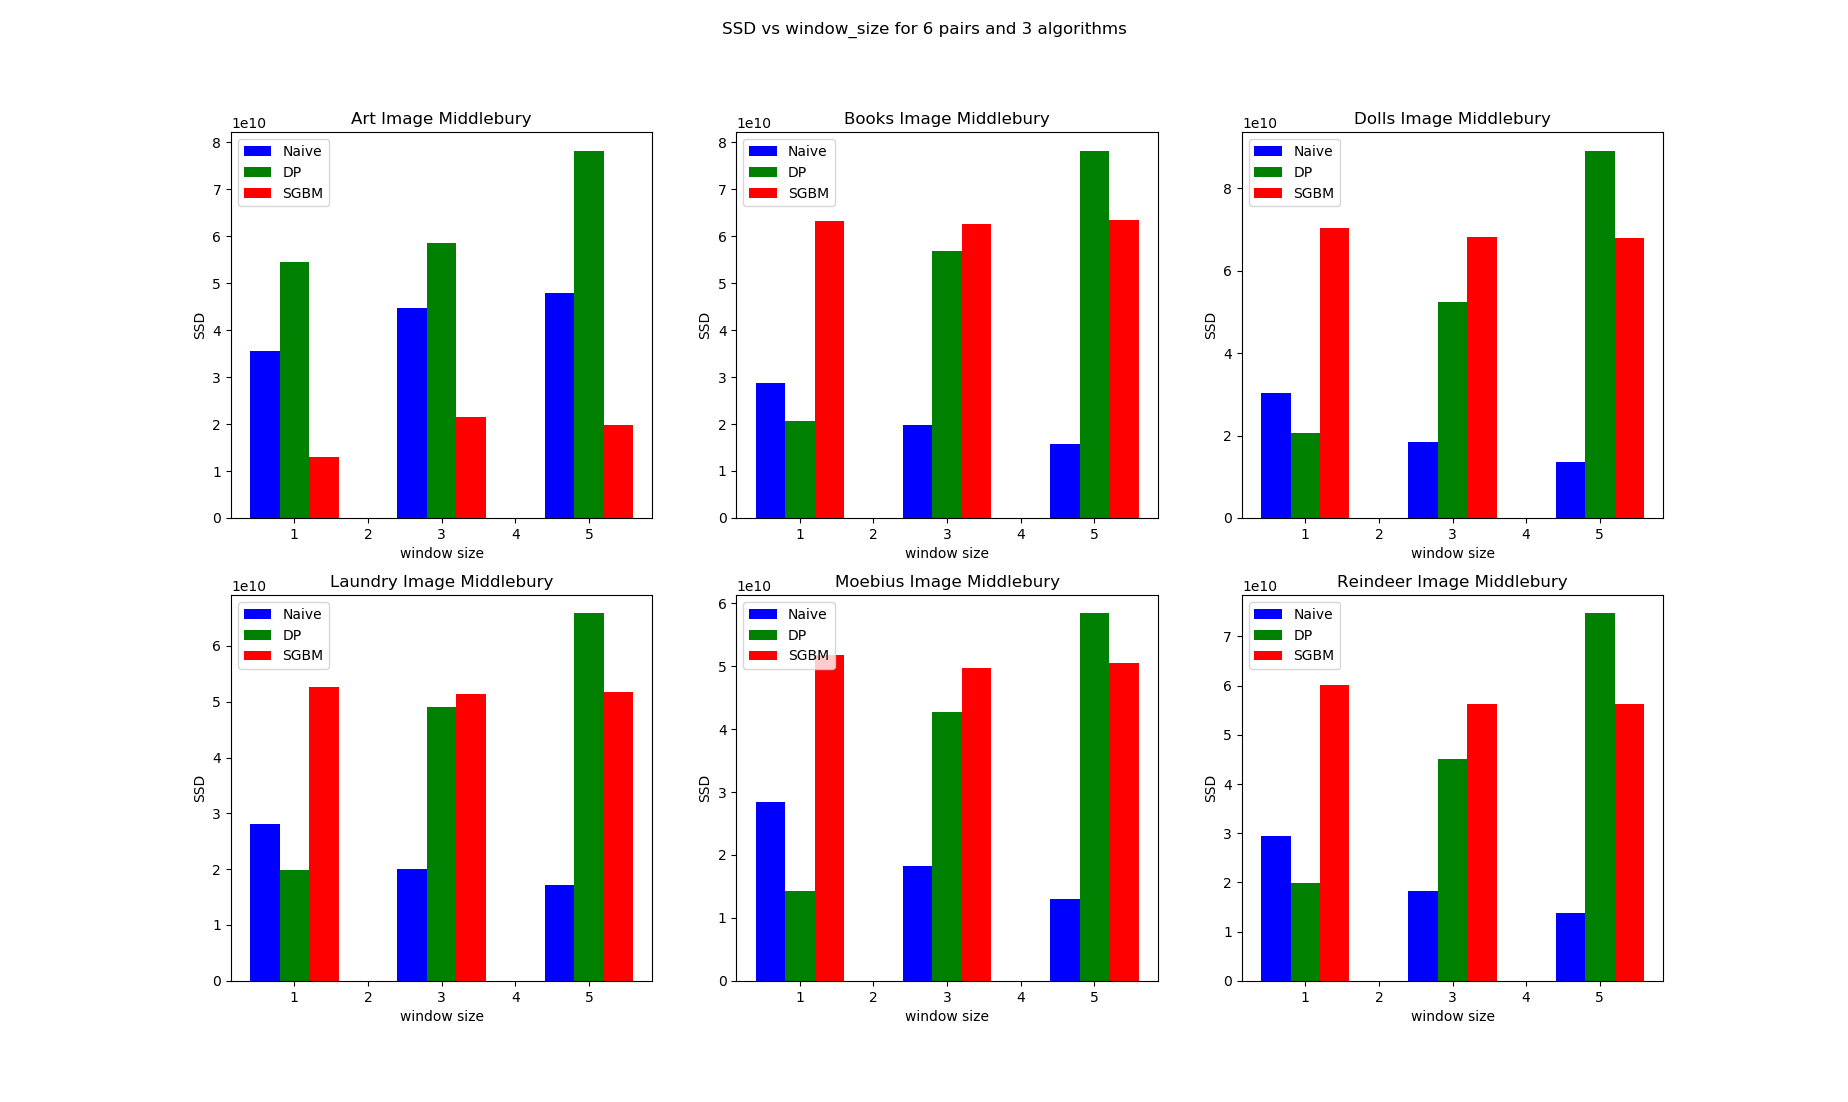 SSD vs window_size for 6 pairs and 3 algorithms
Art Image Middlebury
1e10
Naive
DP
SGBM
8
7
6
5
4
3
2
1
0
SSD
1 2 3 4 5
window size
Books Image Middlebury
1e10
Naive
DP
SGBM
8
7
6
5
4
3
2
1
0
SSD
1 2 3 4 5
window size
Dolls Image Middlebury
1e10
Naive
DP
SGBM
8
6
4
2
0
SSD
1 2 3 4 5
window size
Laundry Image Middlebury
1e10
Naive
DP
SGBM
6
5
4
3
2
1
0
SSD
1 2 3 4 5
window size
Moebius Image Middlebury
1e10
Naive
DP
SGBM
6
5
4
3
2
1
0
SSD
1 2 3 4 5
window size
Reindeer Image Middlebury
1e10
Naive
DP
SGBM
7
6
5
4
3
2
1
0
SSD
1 2 3 4 5
window size